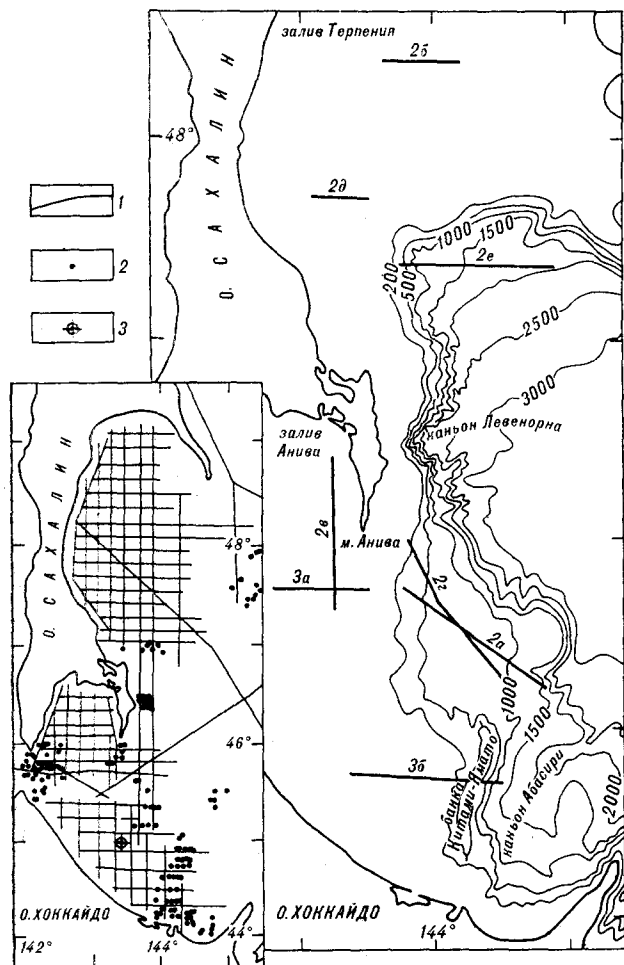 залив Терпения
2б
О. САХАЛИН
48°
2д
1
2
3
1000
1500
200
500
2е
2500
3000
каньон Левенорна
залив
Анива
О. САХАЛИН
2в
м. Анива
48°
3а
2г
2а
1000
1500
46°
3б
банка
Китами-Ямато
каньон Абасири
2000
О. ХОККАЙДО
44°
О. ХОККАЙДО
142°
144°
144°